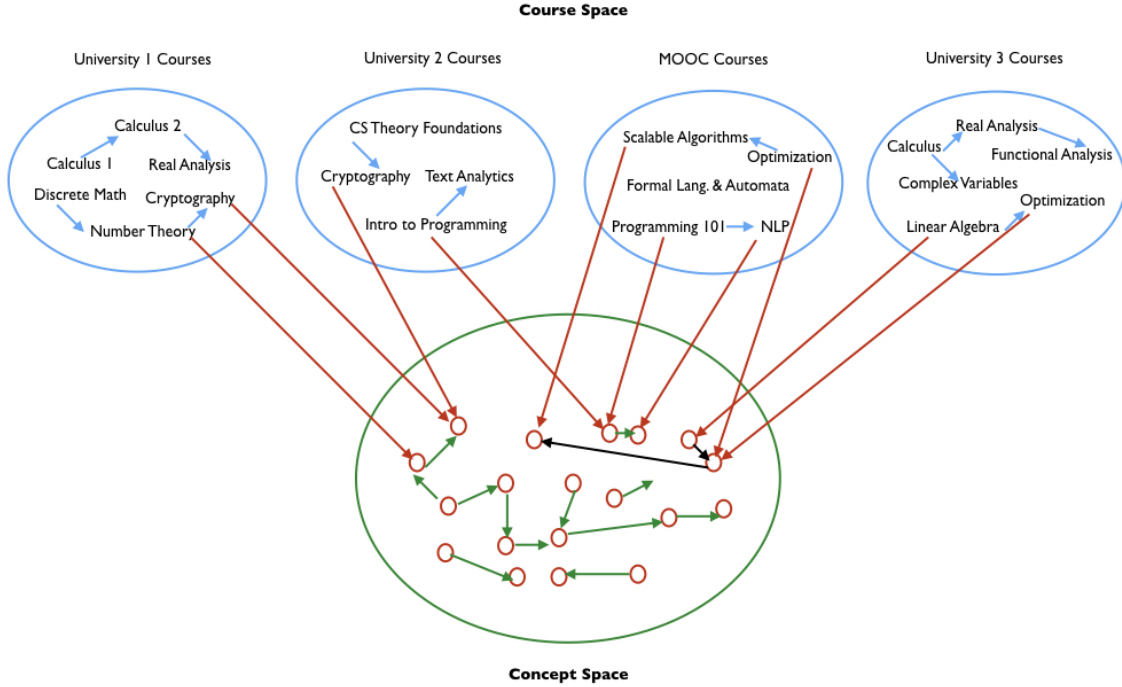 Course Space
University 1 Courses
University 2 Courses
MOOC Courses
University 3 Courses
Calculus 2
Calculus 1
Real Analysis
Discrete Math
Cryptography
Number Theory
CS Theory Foundations
Cryptography
Text Analytics
Intro to Programming
Scalable Algorithms
Optimization
Formal Lang. & Automata
Programming 101
NLP
Real Analysis
Calculus
Functional Analysis
Complex Variables
Optimization
Linear Algebra
Concept Space